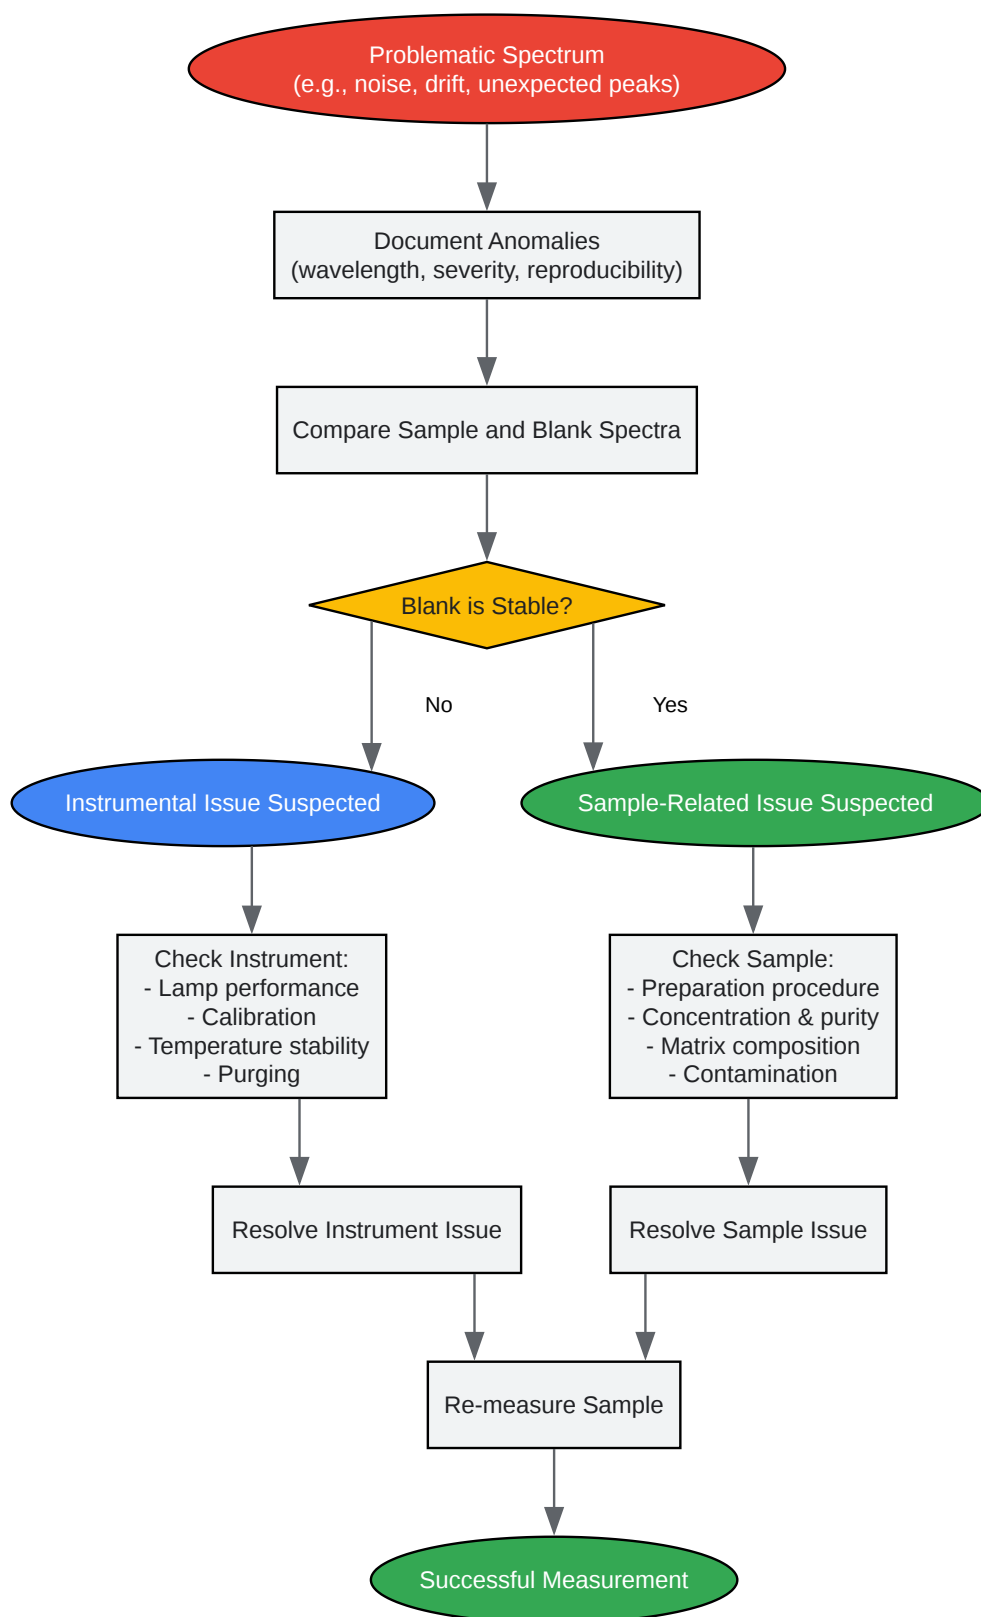 Problematic Spectrum
(e.g., noise, drift, unexpected peaks)
Document Anomalies
(wavelength, severity, reproducibility)
Compare Sample and Blank Spectra
Blank is Stable?
No
Yes
Instrumental Issue Suspected
Sample-Related Issue Suspected
Check Instrument:
- Lamp performance
- Calibration
- Temperature stability
- Purging
Check Sample:
- Preparation procedure
- Concentration & purity
- Matrix composition
- Contamination
Resolve Instrument Issue
Resolve Sample Issue
Re-measure Sample
Successful Measurement